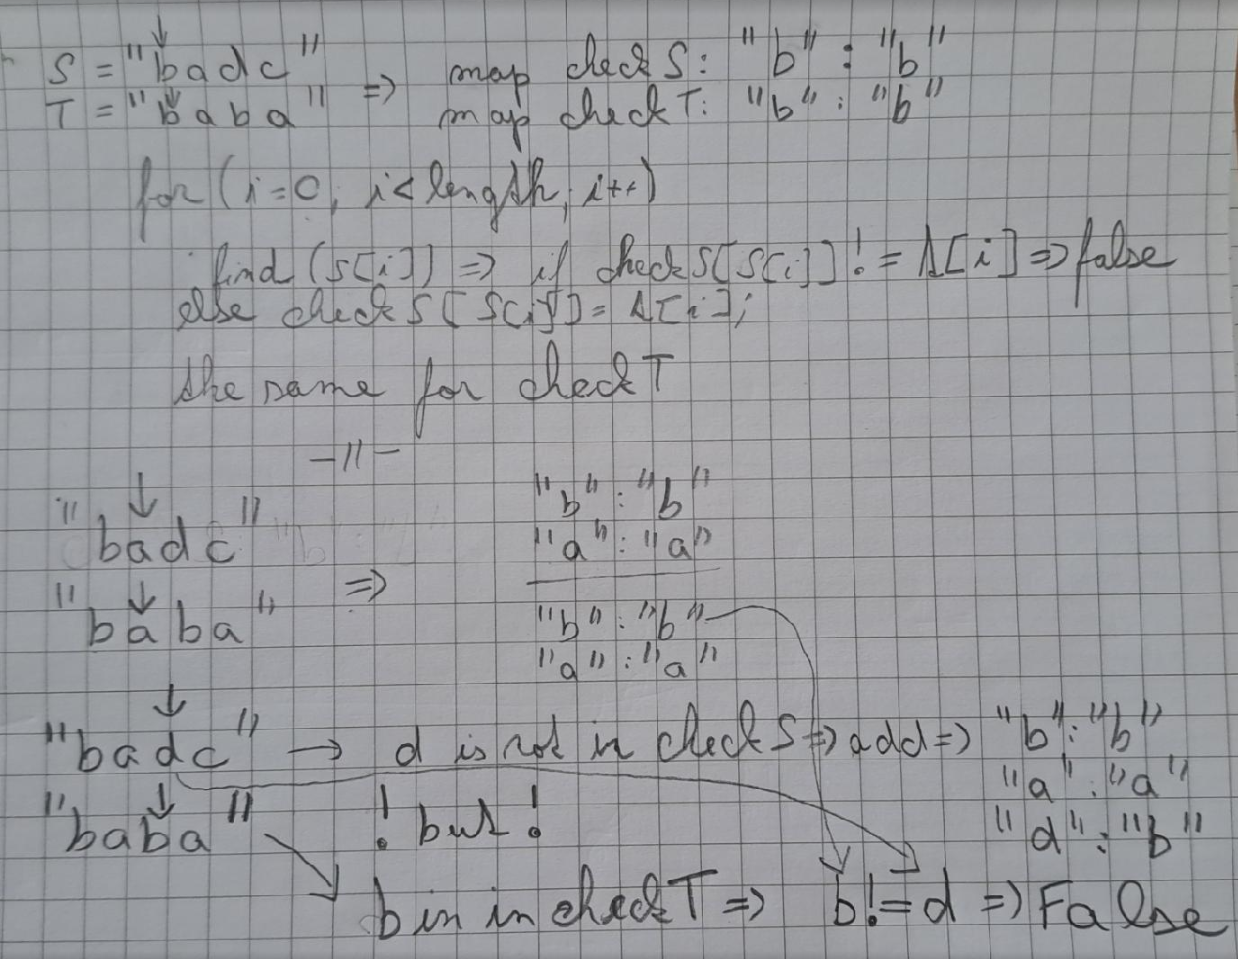 S = "badc" => map checkS: "b" : "b"
T = "baba" map checkT: "b" : "b"
for (i=0, i<length, i++)
find (S[i]) => if checkS[S[i]] != t[i] => false
else checkS[S[i]] = t[i];
the same for checkT
-//-
"badc" => "b" : "b"
"a" : "a"
"baba" "b" : "b"
"a" : "a"
"badc" -> d is not in checkS => add => "b" : "b"
"a" : "a"
"baba" ! but ! "d" : "b"
b is in checkT => b != d => False